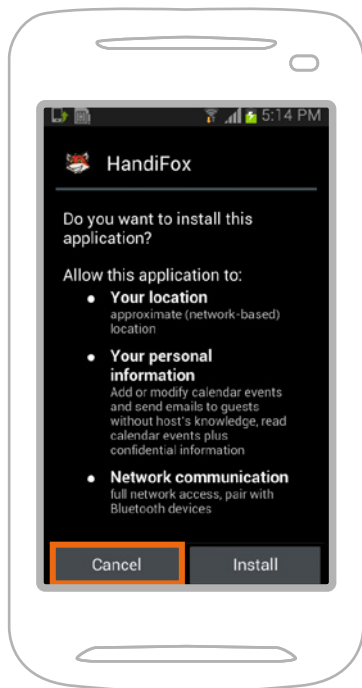 5:14 PM
HandiFox
Do you want to install this
application?
Allow this application to:
Your location
approximate (network-based)
location
Your personal
information
Add or modify calendar events
and send emails to guests
without host's knowledge, read
calendar events plus
confidential information
Network communication
full network access, pair with
Bluetooth devices
Cancel Install